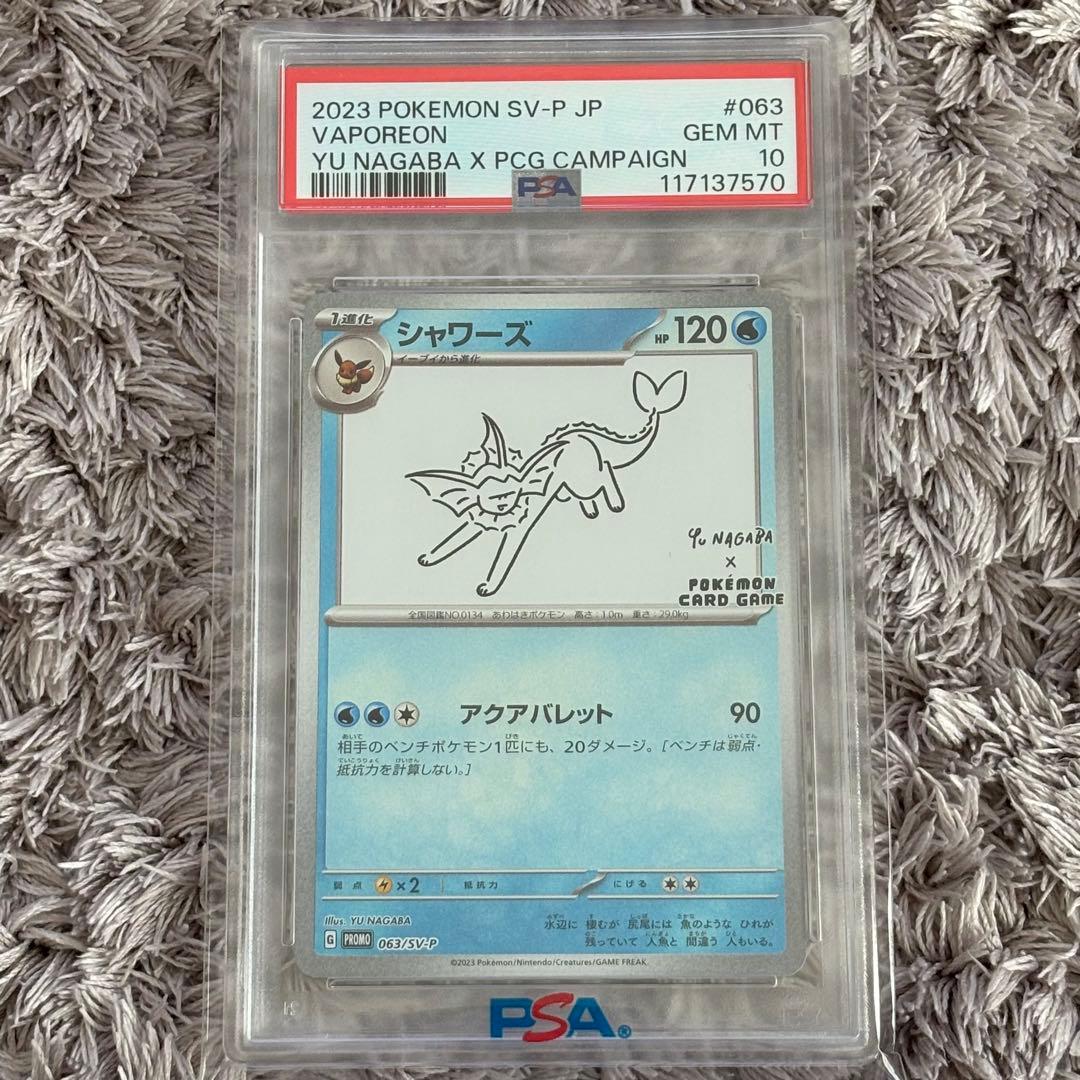 2023 POKEMON SV-P JP #063
VAPOREON GEM MT
YU NAGABA X PCG CAMPAIGN 10
PSA 117137570
1進化 シャワーズ HP 120
イーブイから進化
YU NAGABA
×
POKÉMON
CARD GAME
全国図鑑NO.0134 あわはきポケモン 高さ:1.0m 重さ:29.0kg
アクアバレット 90
相手のベンチポケモン1匹にも、20ダメージ。[ベンチは弱点・
抵抗力を計算しない。]
弱点 ×2 抵抗力 にげる
Illus. YU NAGABA
水辺に 棲むが 尻尾には 魚のような ひれが
残っていて 人魚と 間違う 人もいる。
G PROMO 063/SV-P
©2023 Pokémon/Nintendo/Creatures/GAME FREAK.
PSA®